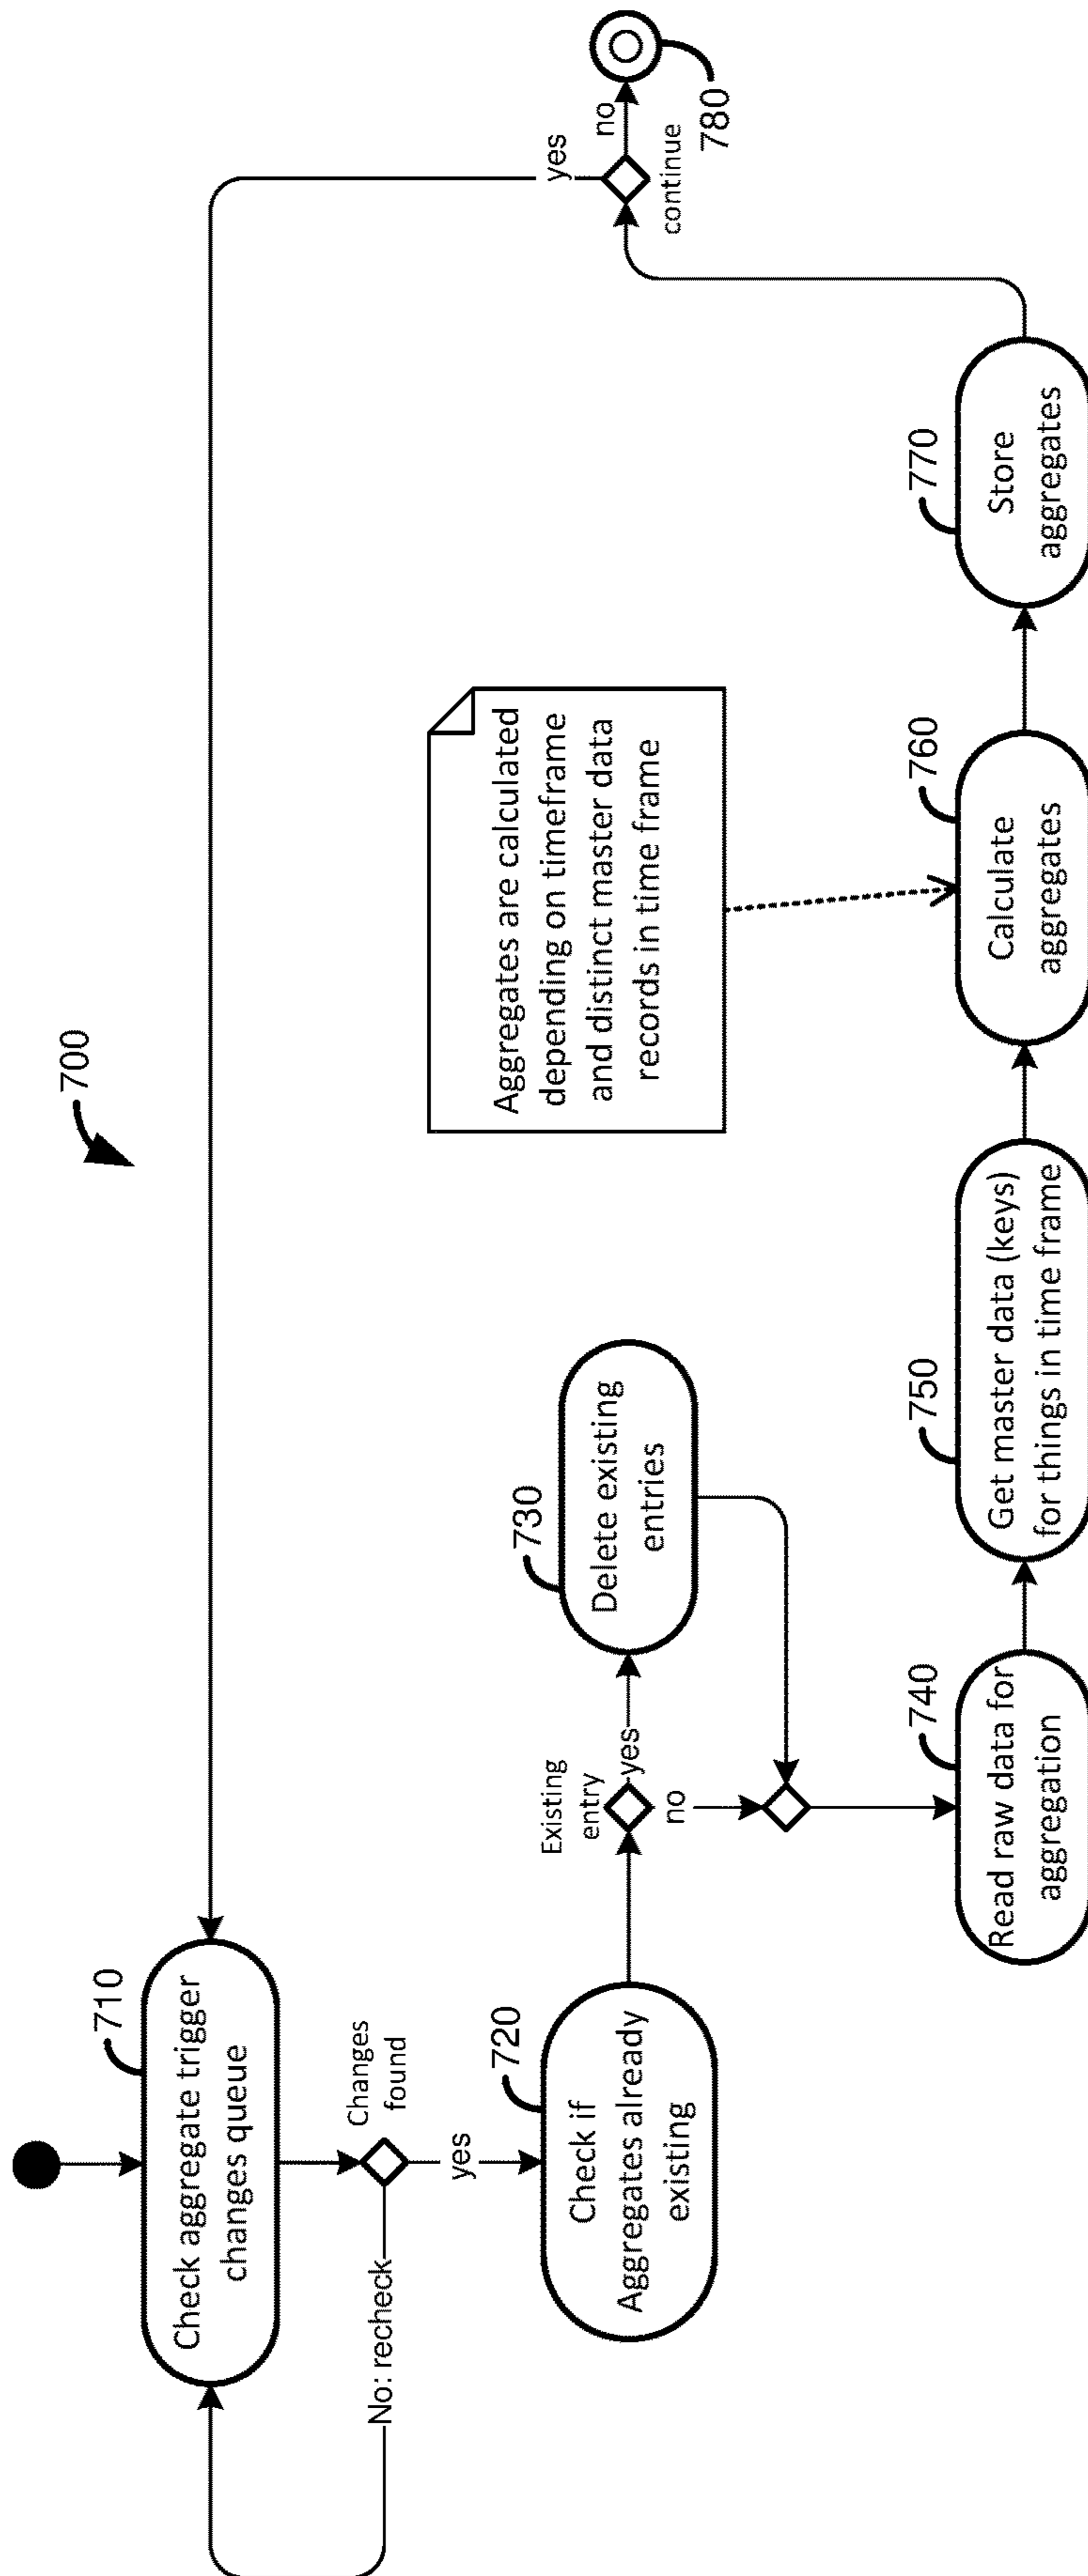 700
710
Check aggregate trigger
changes queue
Changes
found
No: recheck
yes
720
Check if
Aggregates already
existing
Existing
entry
yes
no
730
Delete existing
entries
740
Read raw data for
aggregation
750
Get master data (keys)
for things in time frame
Aggregates are calculated
depending on timeframe
and distinct master data
records in time frame
760
Calculate
aggregates
770
Store
aggregates
continue
yes
no
780